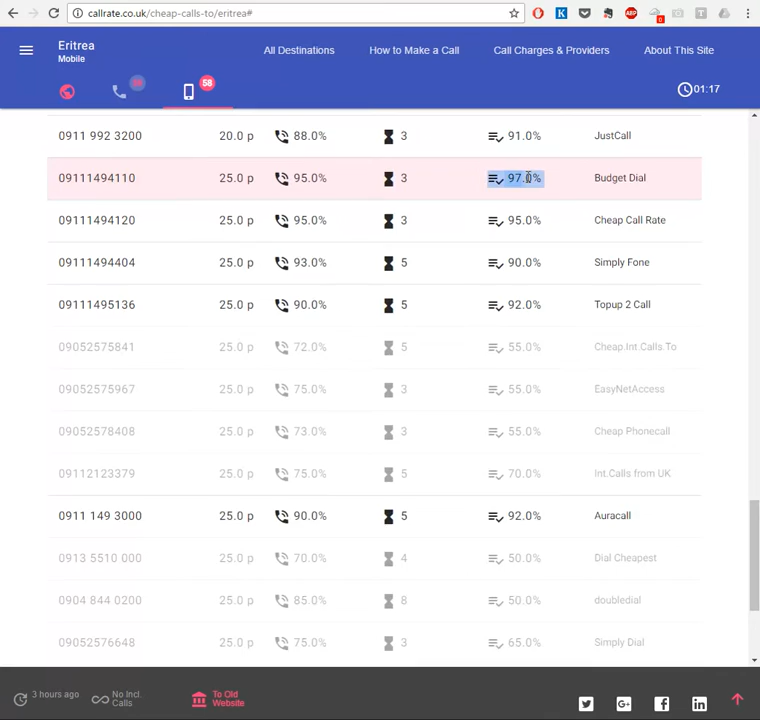 callrate.co.uk/cheap-calls-to/eritrea#
Eritrea
Mobile
All Destinations How to Make a Call Call Charges & Providers About This Site
58
01:17
0911 992 3200 20.0 p 88.0% 3 91.0% JustCall
09111494110 25.0 p 95.0% 3 97.0% Budget Dial
09111494120 25.0 p 95.0% 3 95.0% Cheap Call Rate
09111494404 25.0 p 93.0% 5 90.0% Simply Fone
09111495136 25.0 p 90.0% 5 92.0% Topup 2 Call
09052575841 25.0 p 72.0% 5 55.0% Cheap.Int.Calls.To
09052575967 25.0 p 75.0% 3 55.0% EasyNetAccess
09052578408 25.0 p 73.0% 3 55.0% Cheap Phonecall
09112123379 25.0 p 75.0% 5 70.0% Int.Calls from UK
0911 149 3000 25.0 p 90.0% 5 92.0% Auracall
0913 5510 000 25.0 p 70.0% 4 50.0% Dial Cheapest
0904 844 0200 25.0 p 85.0% 8 50.0% doubledial
09052576648 25.0 p 75.0% 3 65.0% Simply Dial
3 hours ago
No Incl.
Calls
To Old
Website